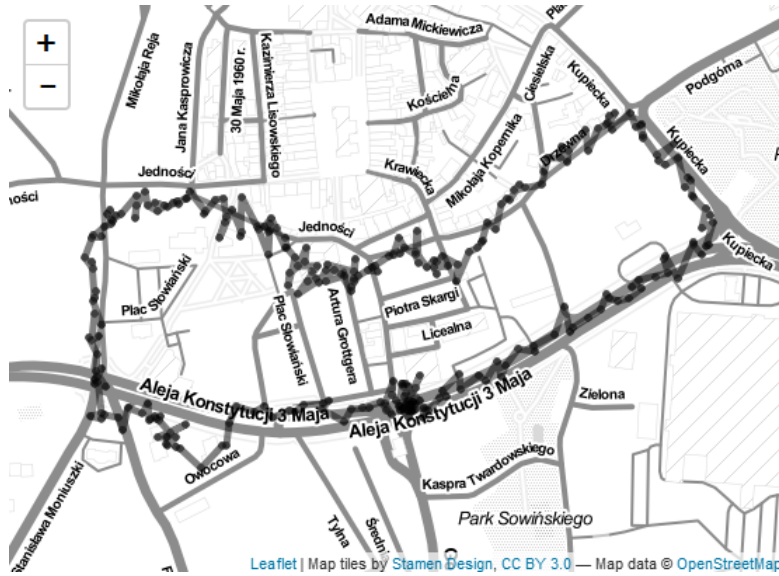 +
−
Adama Mickiewicza
Pla
Mikołaja Reja
Jana Kasprowicza
30 Maja 1960 r.
Kazimierza Lisowskiego
Kościelna
Ciesielska
Kupiecka
Podgórna
Krawiecka
Mikołaja Kopernika
Drzewna
Kupiecka
Jedności
ności
Jedności
Kupiecka
Plac Słowiański
Plac Słowiański
Artura Grottgera
Piotra Skargi
Licealna
Aleja Konstytucji 3 Maja
Aleja Konstytucji 3 Maja
Zielona
Owocowa
Kaspra Twardowskiego
Stanisława Moniuszki
Tylna
Średni
Park Sowińskiego
Leaflet | Map tiles by Stamen Design, CC BY 3.0 — Map data © OpenStreetMap